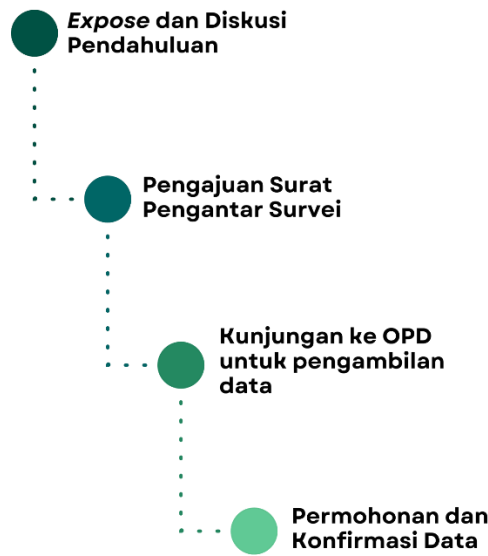 Expose dan Diskusi
Pendahuluan
Pengajuan Surat
Pengantar Survei
Kunjungan ke OPD
untuk pengambilan
data
Permohonan dan
Konfirmasi Data